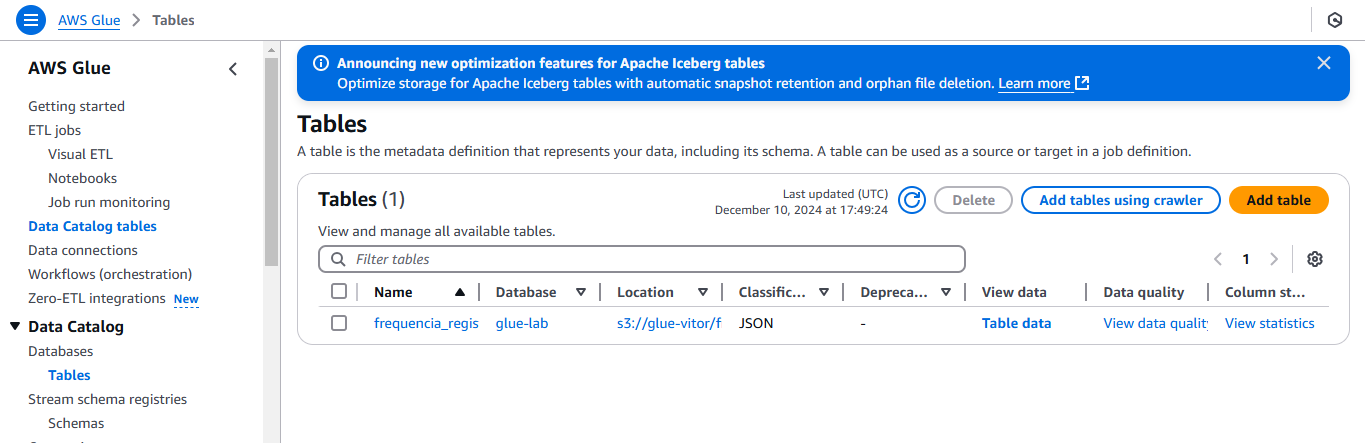 AWS Glue > Tables
AWS Glue
Getting started
ETL jobs
Visual ETL
Notebooks
Job run monitoring
Data Catalog tables
Data connections
Workflows (orchestration)
Zero-ETL integrations New
Data Catalog
Databases
Tables
Stream schema registries
Schemas
Announcing new optimization features for Apache Iceberg tables
Optimize storage for Apache Iceberg tables with automatic snapshot retention and orphan file deletion. Learn more
Tables
A table is the metadata definition that represents your data, including its schema. A table can be used as a source or target in a job definition.
Tables (1)
Last updated (UTC)
December 10, 2024 at 17:49:24
Delete
Add tables using crawler
Add table
View and manage all available tables.
Filter tables
1
Name Database Location Classific... Depreca... View data Data quality Column st...
frequencia_regis glue-lab s3://glue-vitor/f JSON - Table data View data qualit View statistics